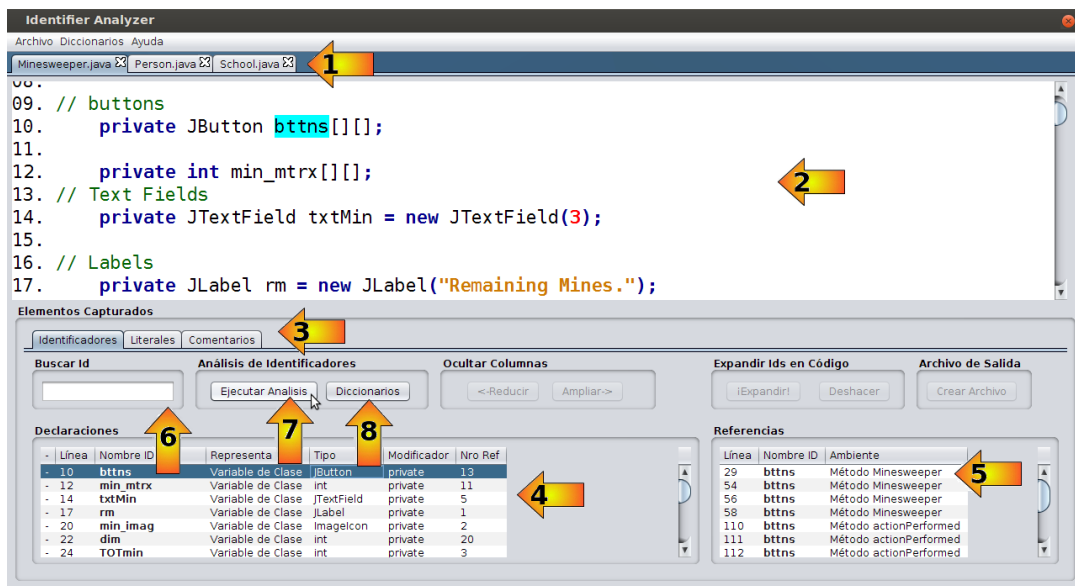 Identifier Analyzer
Archivo Diccionarios Ayuda
Minesweeper.java Person.java School.java 1
08.
09. // buttons
10. private JButton bttns[][];
11.
12. private int min_mtrx[][];
2
13. // Text Fields
14. private JTextField txtMin = new JTextField(3);
15.
16. // Labels
17. private JLabel rm = new JLabel("Remaining Mines.");
Elementos Capturados
3
Identificadores Literales Comentarios
Buscar Id Análisis de Identificadores Ocultar Columnas Expandir Ids en Código Archivo de Salida
Ejecutar Analisis Diccionarios <-Reducir Ampliar-> ¡Expandir! Deshacer Crear Archivo
6 7 8
Declaraciones Referencias
- Línea Nombre ID Representa Tipo Modificador Nro Ref Línea Nombre ID Ambiente
- 10 bttns Variable de Clase JButton private 13 29 bttns Método Minesweeper
- 12 min_mtrx Variable de Clase int private 11 54 bttns Método Minesweeper
4 5
- 14 txtMin Variable de Clase JTextField private 5 56 bttns Método Minesweeper
- 17 rm Variable de Clase JLabel private 1 58 bttns Método Minesweeper
- 20 min_imag Variable de Clase ImageIcon private 2 110 bttns Método actionPerformed
- 22 dim Variable de Clase int private 20 111 bttns Método actionPerformed
- 24 TOTmin Variable de Clase int private 3 112 bttns Método actionPerformed